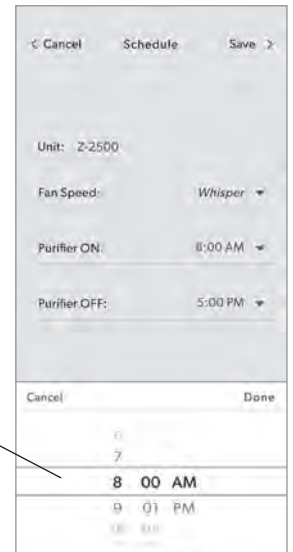 < Cancel Schedule Save >
Unit: Z-2500
Fan Speed: Whisper
Purifier ON: 8:00 AM
Purifier OFF: 5:00 PM
Cancel Done
7
8 00 AM
9 01 PM